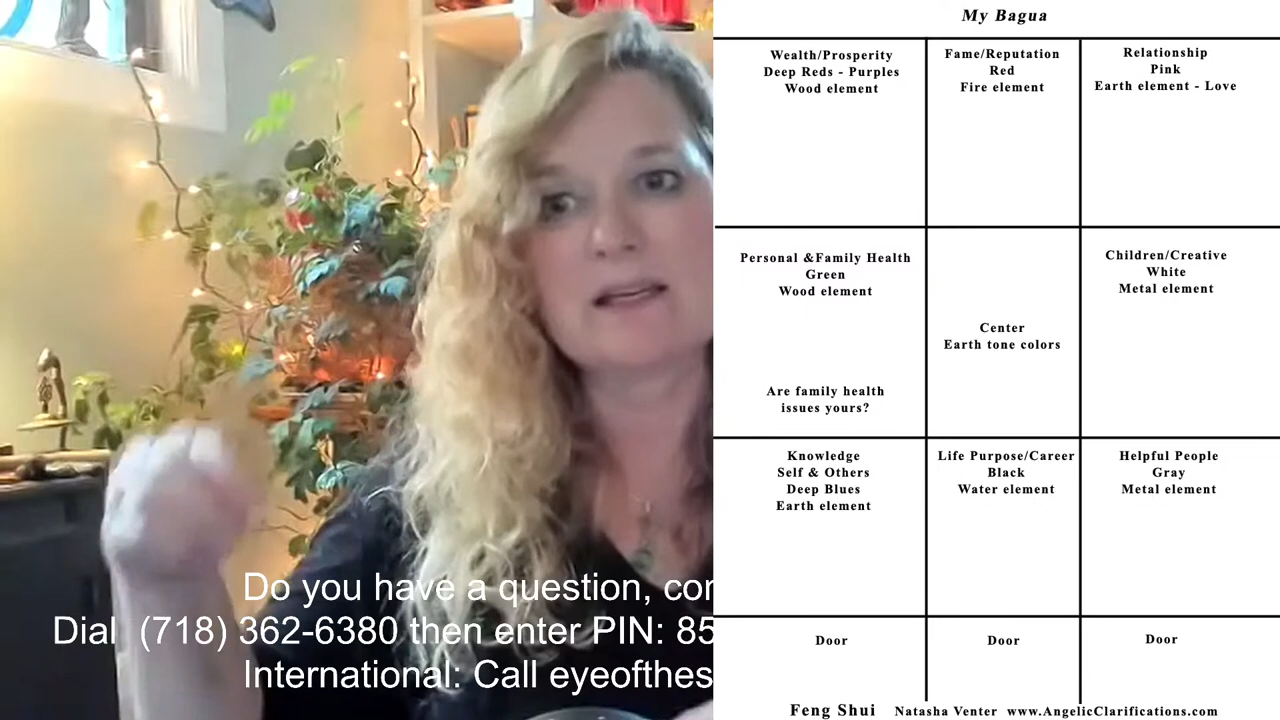 My Bagua
Wealth/Prosperity
Deep Reds - Purples
Wood element
Fame/Reputation
Red
Fire element
Relationship
Pink
Earth element - Love
Personal &Family Health
Green
Wood element
Are family health
issues yours?
Center
Earth tone colors
Children/Creative
White
Metal element
Knowledge
Self & Others
Deep Blues
Earth element
Life Purpose/Career
Black
Water element
Helpful People
Gray
Metal element
Door
Door
Door
Feng Shui Natasha Venter www.AngelicClarifications.com
Do you have a question,
Dial (718) 362-6380 then enter PIN: 85
International: Call eyeofthes